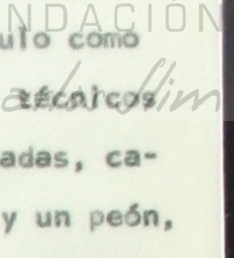 NDACIÓN
ulo como
técnicos
adas, ca-
y un peón,